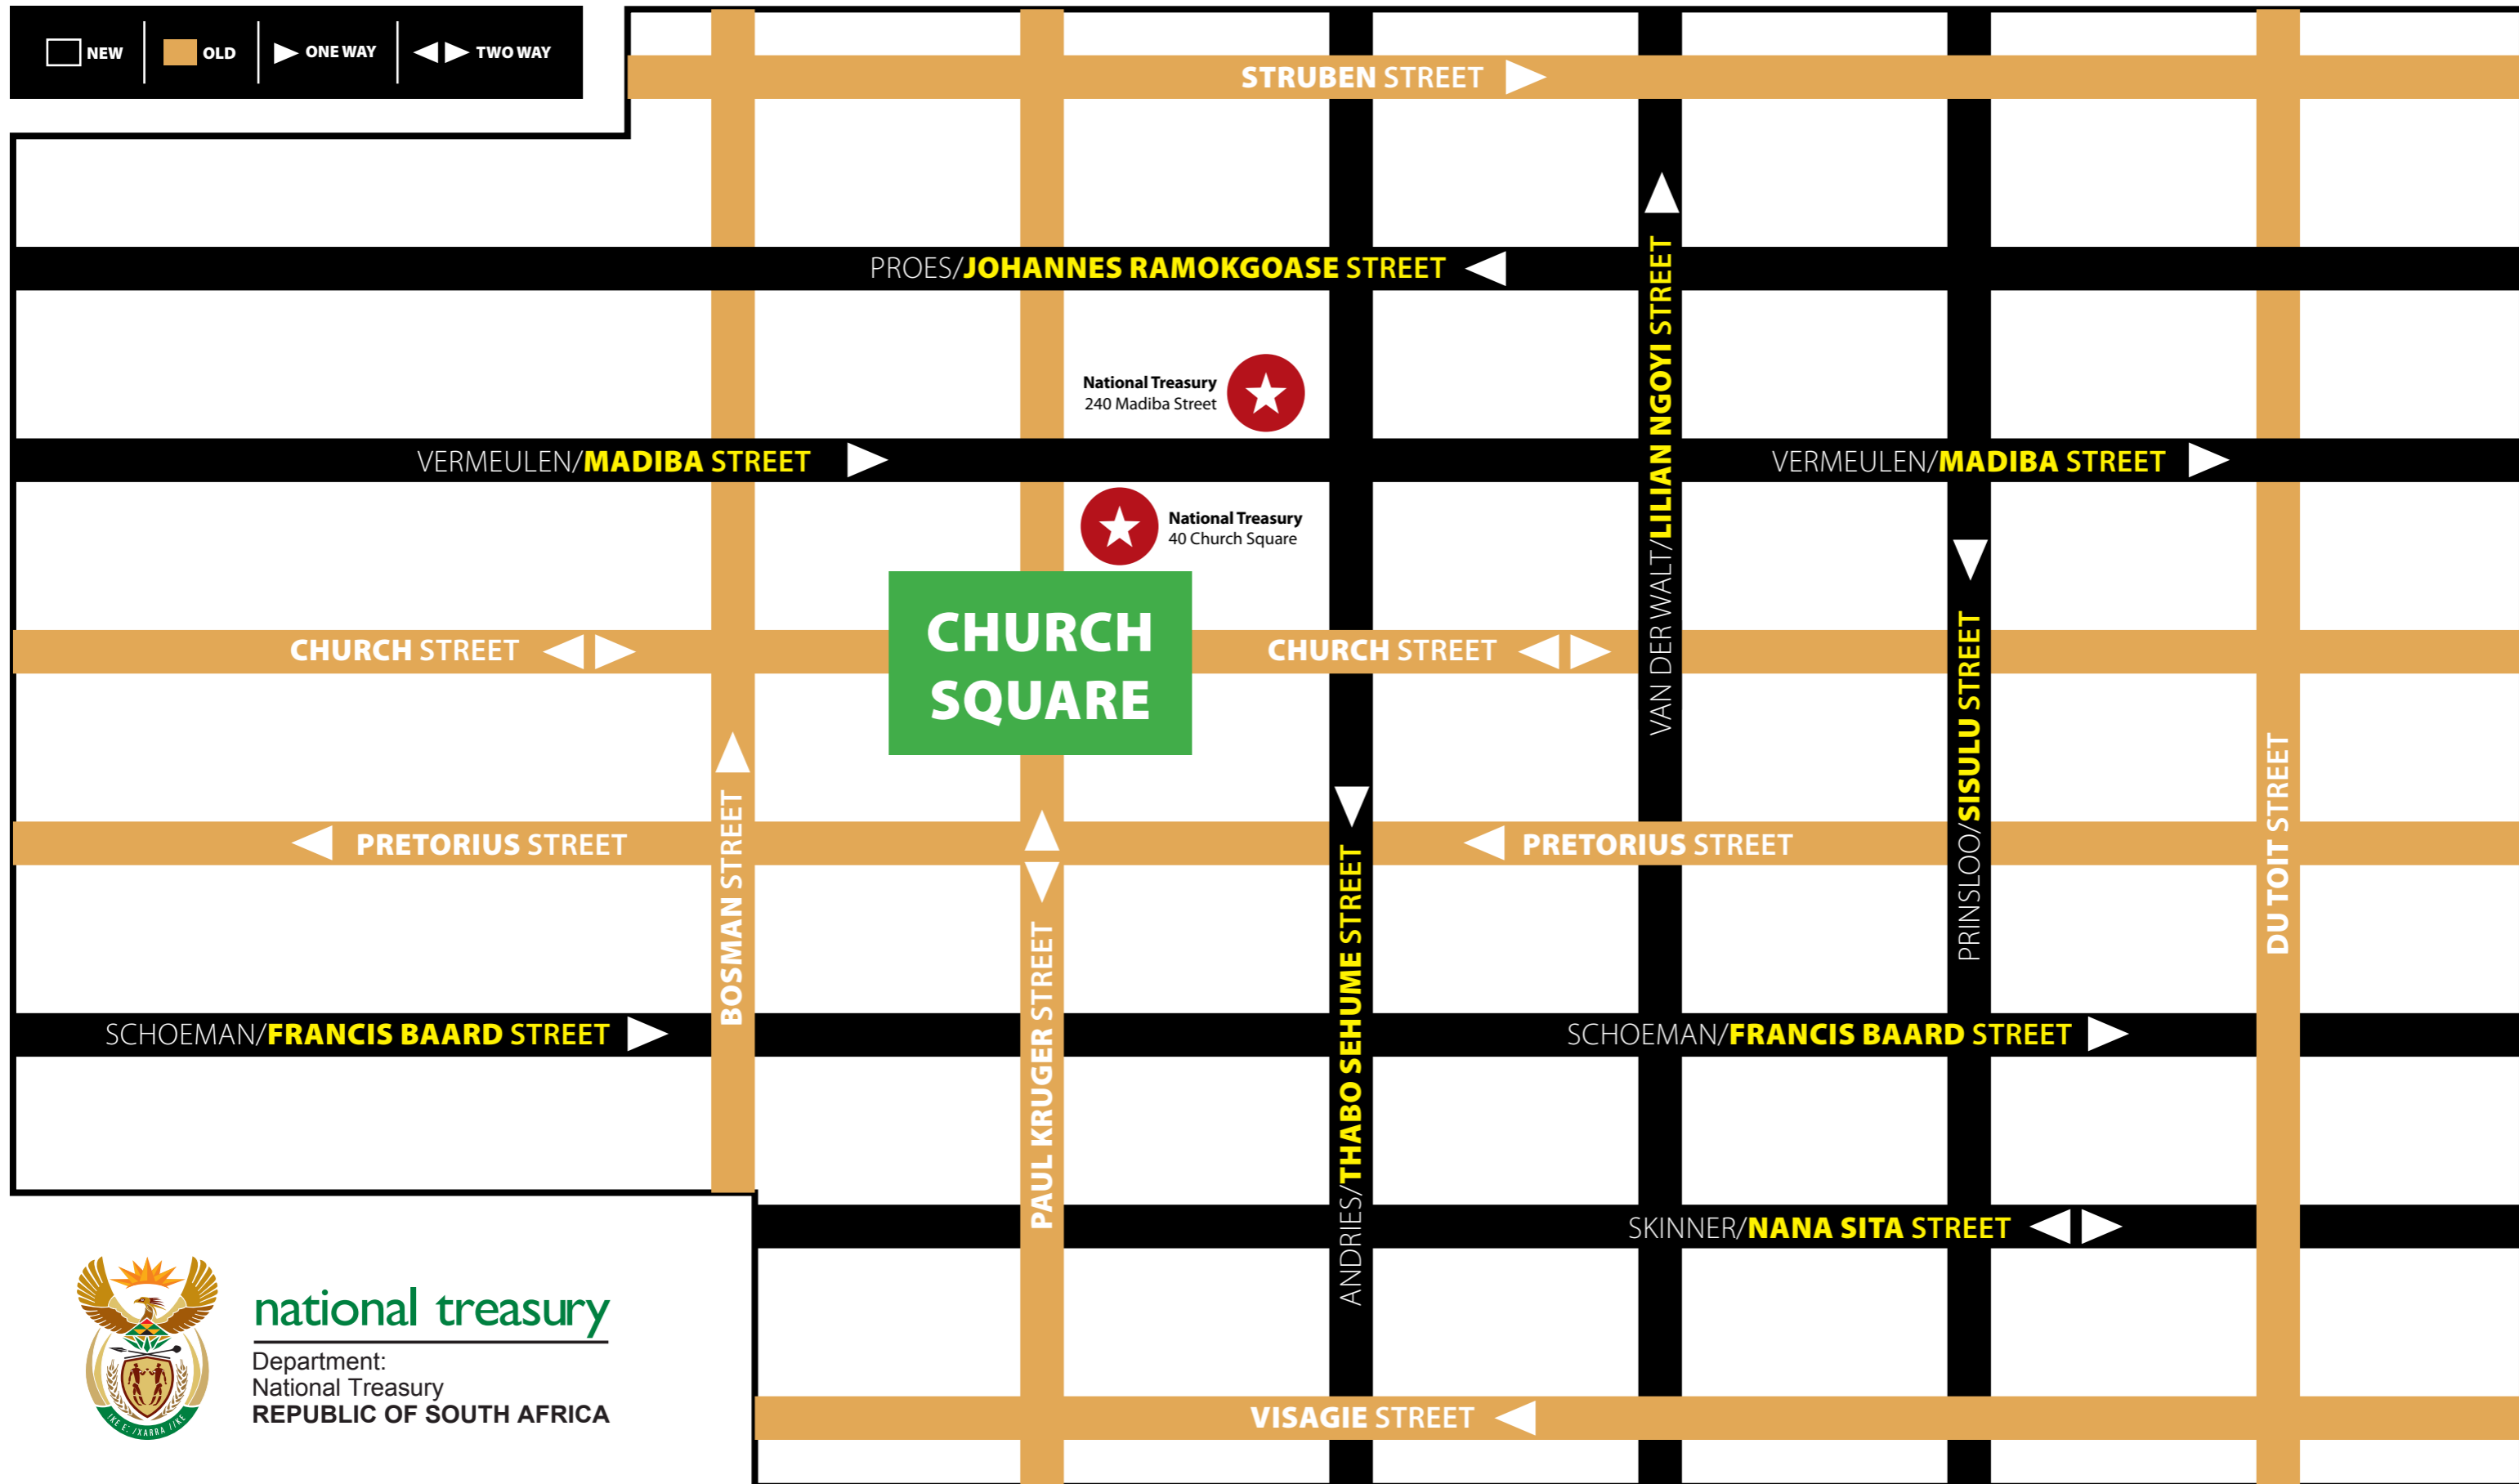 NEW
OLD
ONE WAY
TWO WAY
STRUBEN STREET
PROES/JOHANNES RAMOKGOASE STREET
National Treasury
240 Madiba Street
VERMEULEN/MADIBA STREET
VERMEULEN/MADIBA STREET
National Treasury
40 Church Square
CHURCH
SQUARE
CHURCH STREET
CHURCH STREET
VAN DER WALT/LILIAN NGOYI STREET
PRINSLOO/SISULU STREET
DU TOIT STREET
PRETORIUS STREET
PRETORIUS STREET
BOSMAN STREET
PAUL KRUGER STREET
ANDRIES/THABO SEHUME STREET
SCHOEMAN/FRANCIS BAARD STREET
SCHOEMAN/FRANCIS BAARD STREET
SKINNER/NANA SITA STREET
VISAGIE STREET
national treasury
Department:
National Treasury
REPUBLIC OF SOUTH AFRICA
!KE E: /XARRA //KE